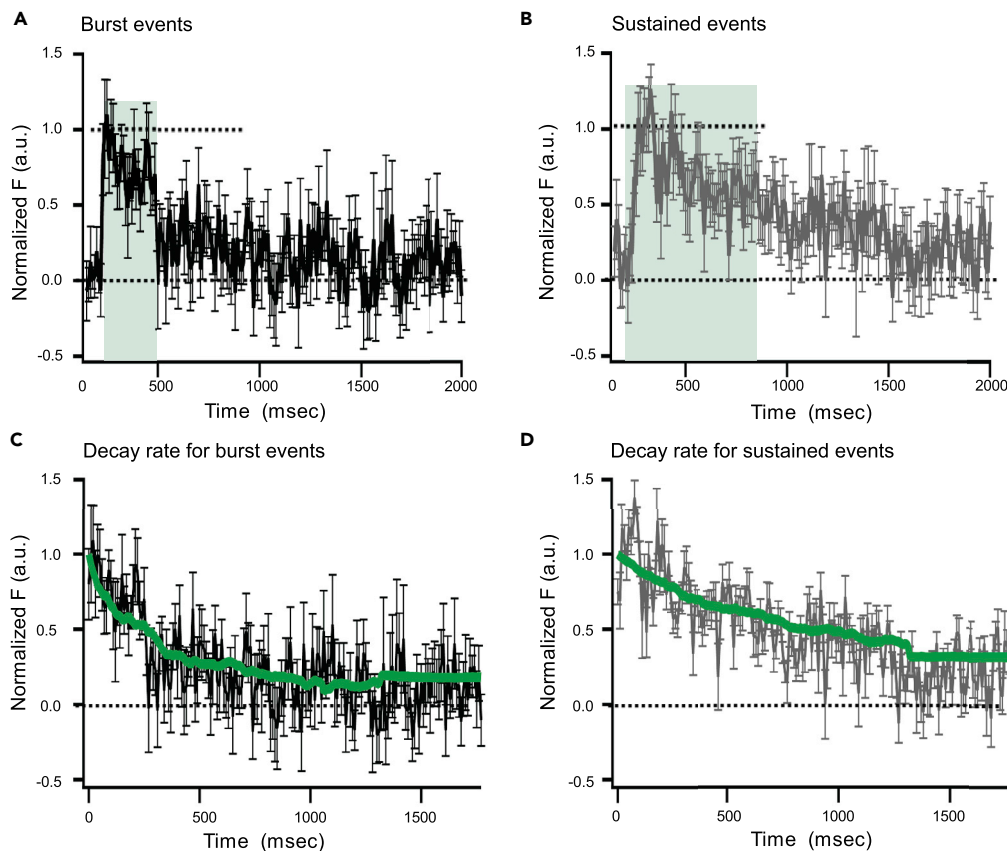 A
Burst events
1.5
1.0
0.5
0.0
-0.5
Normalized F (a.u.)
0 500 1000 1500 2000
Time (msec)
B
Sustained events
1.5
1.0
0.5
0.0
-0.5
Normalized F (a.u.)
0 500 1000 1500 2000
Time (msec)
C
Decay rate for burst events
1.5
1.0
0.5
0.0
-0.5
Normalized F (a.u.)
0 500 1000 1500
Time (msec)
D
Decay rate for sustained events
1.5
1.0
0.5
0.0
-0.5
Normalized F (a.u.)
0 500 1000 1500
Time (msec)